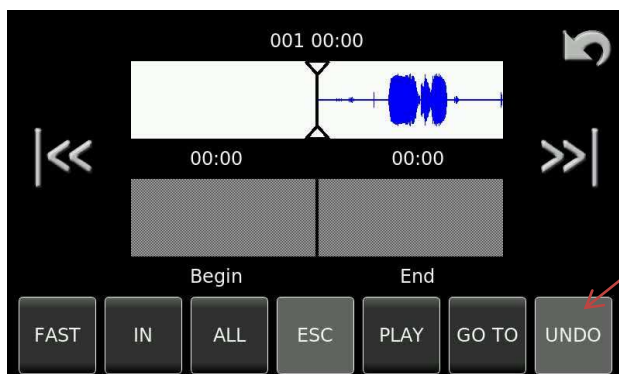 001 00:00
00:00 00:00
Begin End
FAST IN ALL ESC PLAY GO TO UNDO